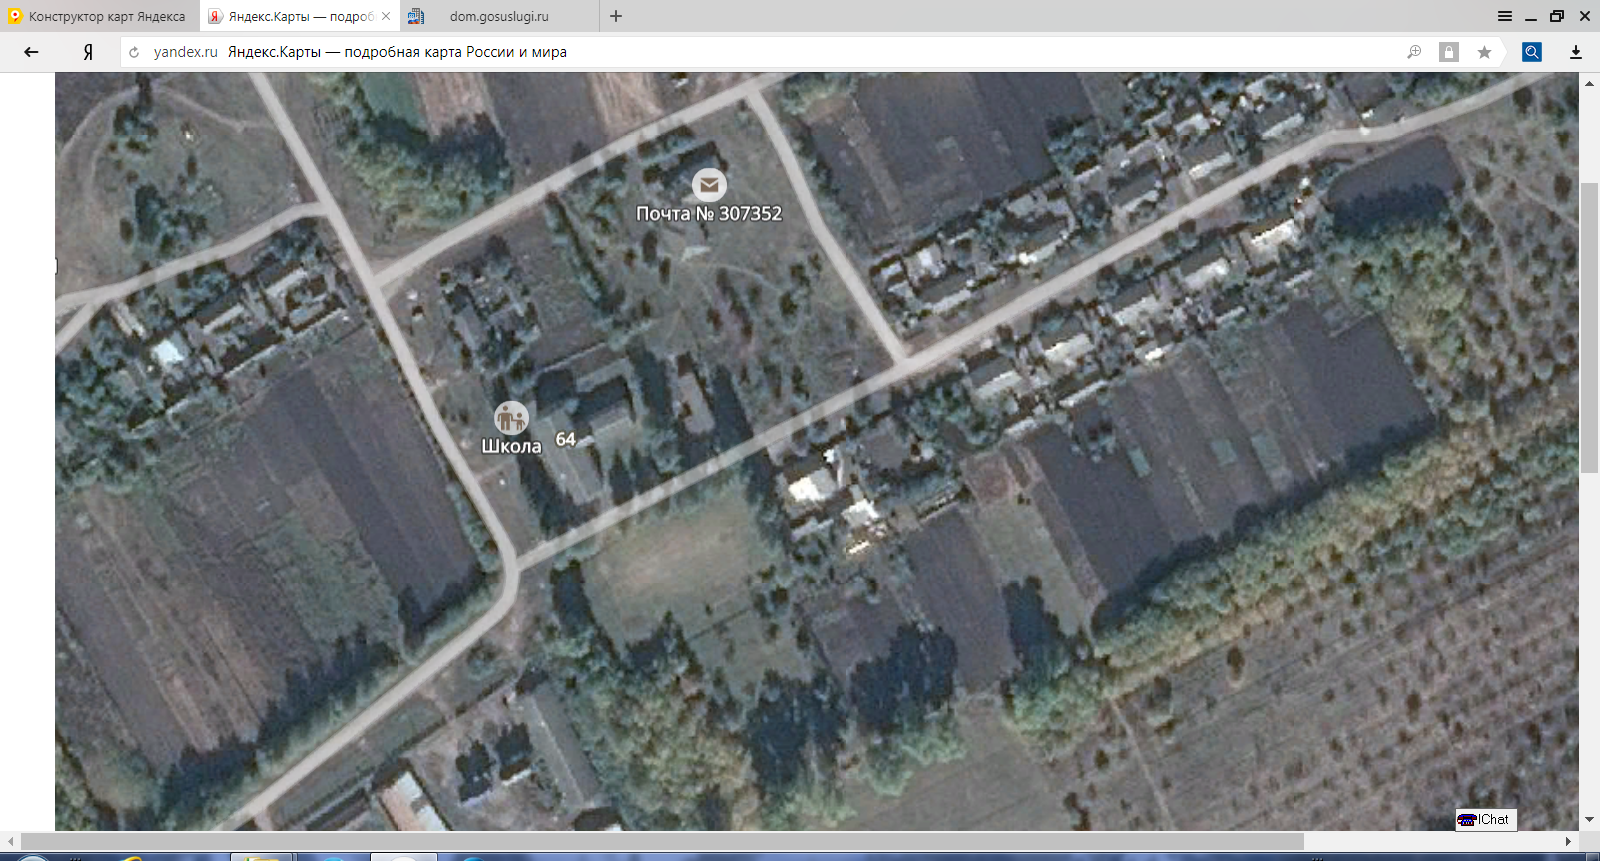 Конструктор карт Яндекса
Яндекс.Карты — подроб
dom.gosuslugi.ru
yandex.ru Яндекс.Карты — подробная карта России и мира
Почта № 307352
Школа
64
IChat